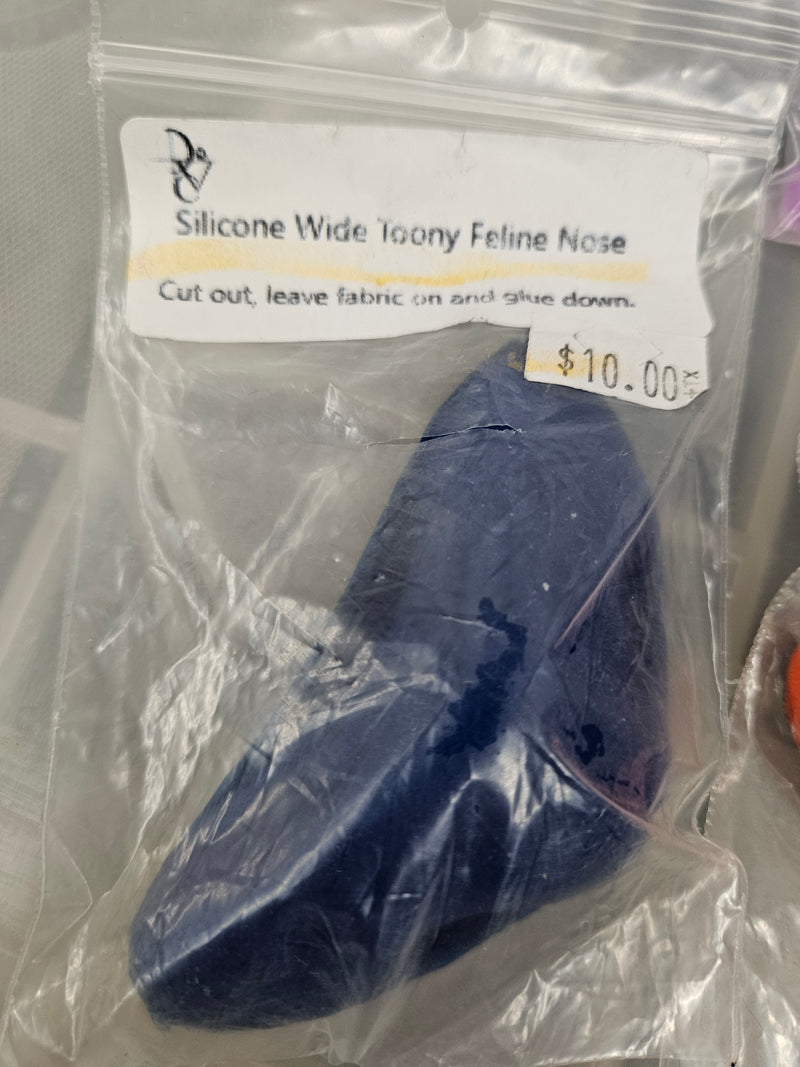 Silicone Wide Toony Feline Nose
Cut out, leave fabric on and glue down.
$10.00